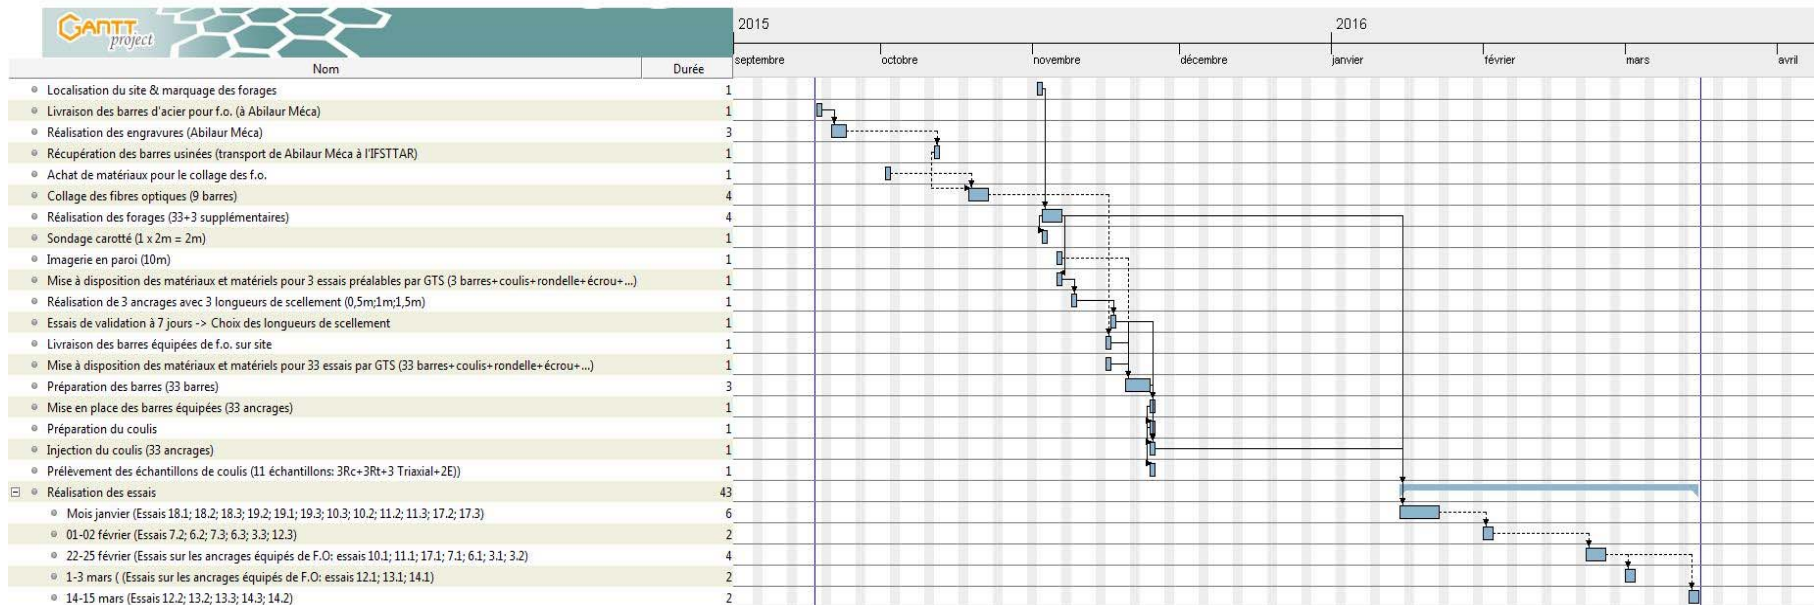 GANTT project
2015 2016
Nom Durée septembre octobre novembre décembre janvier février mars avril
Localisation du site & marquage des forages 1
Livraison des barres d'acier pour f.o. (à Abilaur Méca) 1
Réalisation des engravures (Abilaur Méca) 3
Récupération des barres usinées (transport de Abilaur Méca à l'IFSTTAR) 1
Achat de matériaux pour le collage des f.o. 1
Collage des fibres optiques (9 barres) 4
Réalisation des forages (33+3 supplémentaires) 4
Sondage carotté (1 x 2m = 2m) 1
Imagerie en paroi (10m) 1
Mise à disposition des matériaux et matériels pour 3 essais préalables par GTS (3 barres+coulis+rondelle+écrou+...) 1
Réalisation de 3 ancrages avec 3 longueurs de scellement (0,5m;1m;1,5m) 1
Essais de validation à 7 jours -> Choix des longueurs de scellement 1
Livraison des barres équipées de f.o. sur site 1
Mise à disposition des matériaux et matériels pour 33 essais par GTS (33 barres+coulis+rondelle+écrou+...) 1
Préparation des barres (33 barres) 3
Mise en place des barres équipées (33 ancrages) 1
Préparation du coulis 1
Injection du coulis (33 ancrages) 1
Prélèvement des échantillons de coulis (11 échantillons: 3Rc+3Rt+3 Triaxial+2E)) 1
Réalisation des essais 43
Mois janvier (Essais 18.1; 18.2; 18.3; 19.2; 19.1; 19.3; 10.3; 10.2; 11.2; 11.3; 17.2; 17.3) 6
01-02 février (Essais 7.2; 6.2; 7.3; 6.3; 3.3; 12.3) 2
22-25 février (Essais sur les ancrages équipés de F.O: essais 10.1; 11.1; 17.1; 7.1; 6.1; 3.1; 3.2) 4
1-3 mars ( (Essais sur les ancrages équipés de F.O: essais 12.1; 13.1; 14.1) 2
14-15 mars (Essais 12.2; 13.2; 13.3; 14.3; 14.2) 2